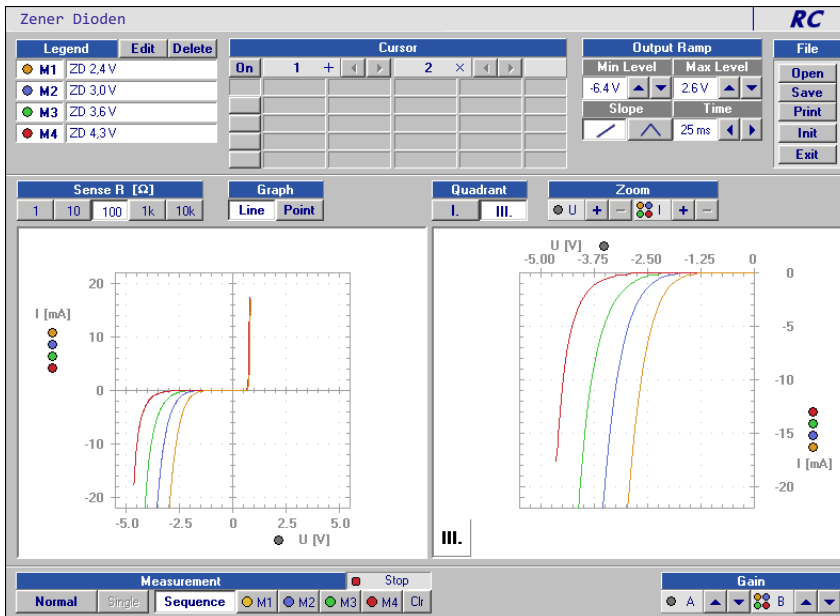 Zener Dioden
RC
Legend Edit Delete
M1 ZD 2,4 V
M2 ZD 3,0 V
M3 ZD 3,6 V
M4 ZD 4,3 V
Cursor
On 1 + 2 ×
Output Ramp
Min Level Max Level
-6.4 V 2.6 V
Slope Time
25 ms
File
Open
Save
Print
Init
Exit
Sense R [Ω]
1 10 100 1k 10k
Graph
Line Point
Quadrant
I. III.
Zoom
U + − I + −
20
I [mA]
10
0
-10
-20
-5.0 -2.5 0 2.5 5.0
U [V]
U [V]
-5.00 -3.75 -2.50 -1.25 0
0
-5
-10
-15
I [mA]
-20
III.
Measurement Stop
Normal Single Sequence M1 M2 M3 M4 Clr
Gain
A B